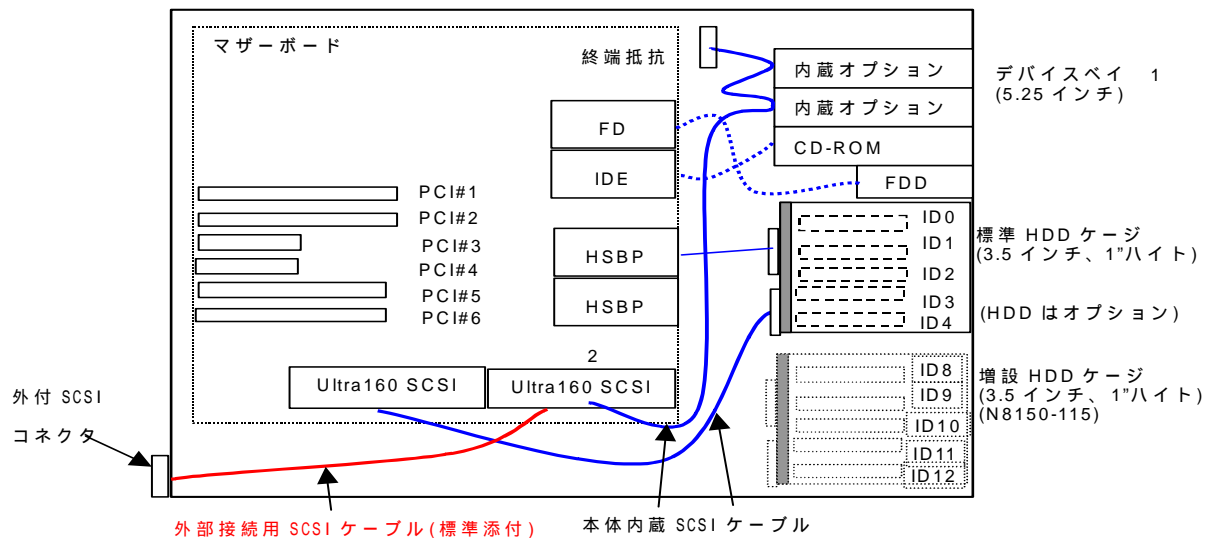 マザーボード
終端抵抗
内蔵オプション
内蔵オプション
CD-ROM
FDD
デバイスベイ 1
(5.25 インチ)
FD
IDE
HSBP
HSBP
PCI#1
PCI#2
PCI#3
PCI#4
PCI#5
PCI#6
ID0
ID1
ID2
ID3
ID4
標準 HDD ケージ
(3.5 インチ、1”ハイト)
(HDD はオプション)
2
Ultra160 SCSI
Ultra160 SCSI
ID8
ID9
ID10
ID11
ID12
増設 HDD ケージ
(3.5 インチ、1”ハイト)
(N8150-115)
外付 SCSI
コネクタ
外部接続用 SCSI ケーブル(標準添付)
本体内蔵 SCSI ケーブル